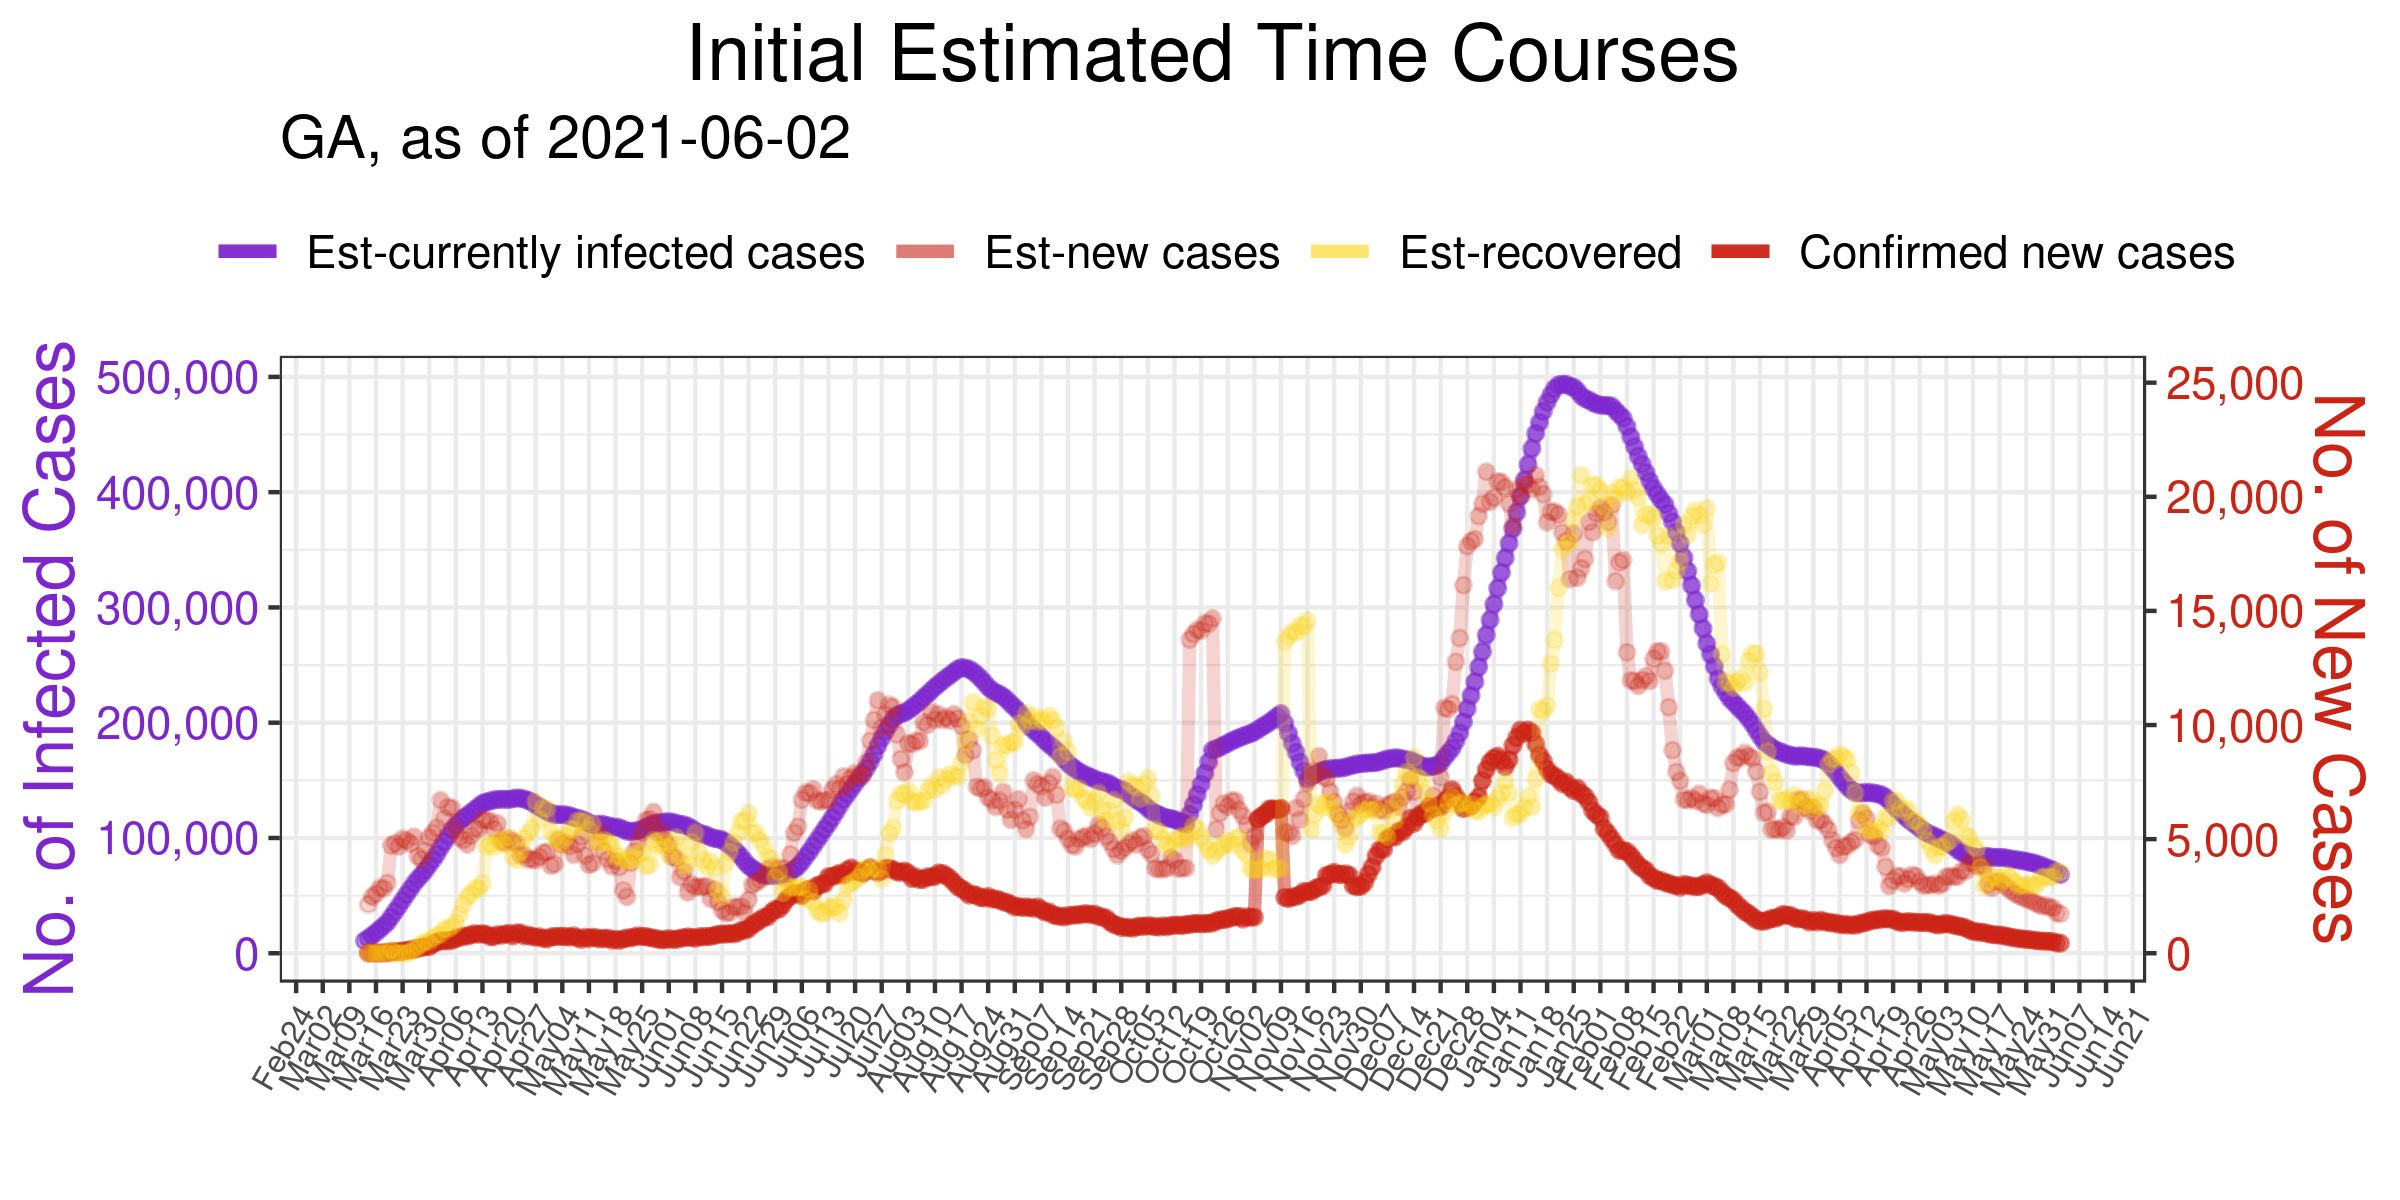 Initial Estimated Time Courses
GA, as of 2021-06-02
Est-currently infected cases Est-new cases Est-recovered Confirmed new cases
No. of Infected Cases
500,000
400,000
300,000
200,000
100,000
0
25,000
20,000
15,000
10,000
5,000
0
No. of New Cases
Feb24
Mar02
Mar09
Mar16
Mar23
Mar30
Apr06
Apr13
Apr20
Apr27
May04
May11
May18
May25
Jun01
Jun08
Jun15
Jun22
Jun29
Jul06
Jul13
Jul20
Jul27
Aug03
Aug10
Aug17
Aug24
Aug31
Sep07
Sep14
Sep21
Sep28
Oct05
Oct12
Oct19
Oct26
Nov02
Nov09
Nov16
Nov23
Nov30
Dec07
Dec14
Dec21
Dec28
Jan04
Jan11
Jan18
Jan25
Feb01
Feb08
Feb15
Feb22
Mar01
Mar08
Mar15
Mar22
Mar29
Apr05
Apr12
Apr19
Apr26
May03
May10
May17
May24
May31
Jun07
Jun14
Jun21